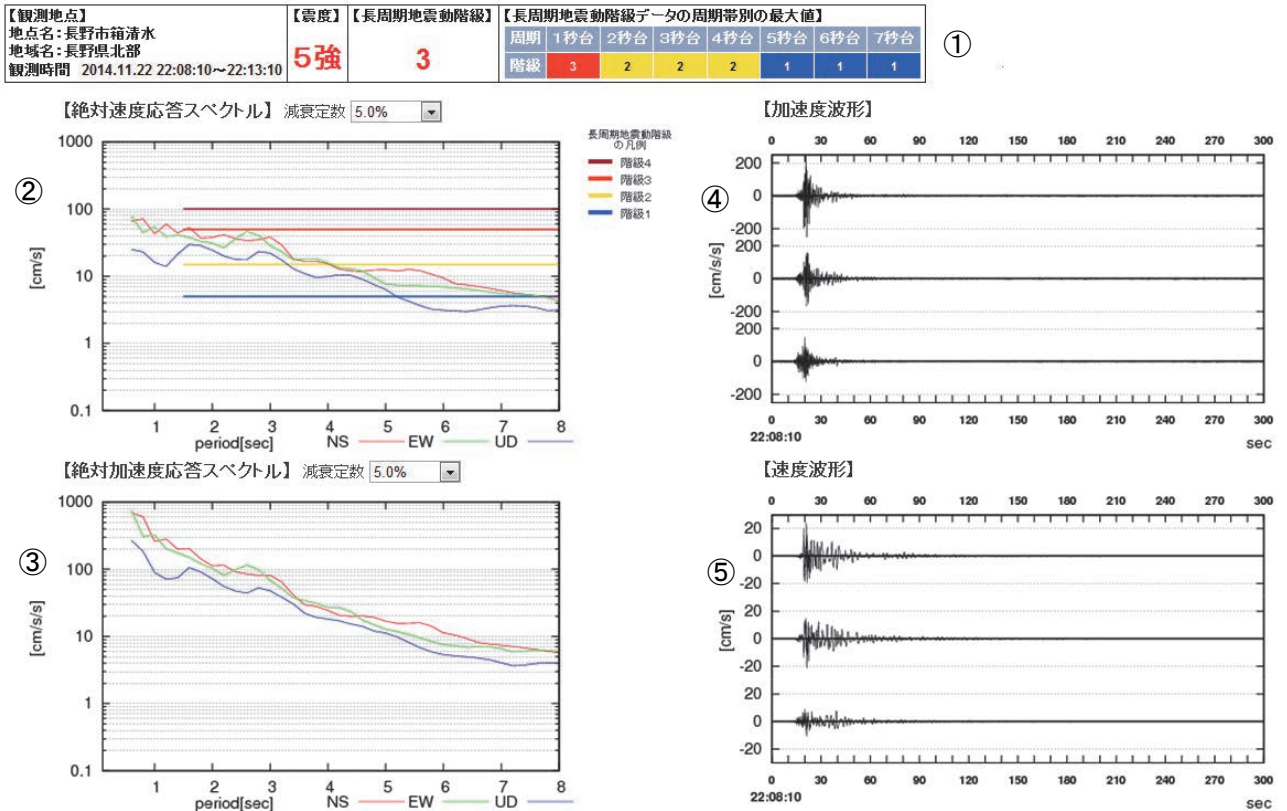 【観測地点】
地点名:長野市箱清水
地域名:長野県北部
観測時間 2014.11.22 22:08:10~22:13:10
【震度】
5強
【長周期地震動階級】
3
【長周期地震動階級データの周期帯別の最大値】
周期 1秒台 2秒台 3秒台 4秒台 5秒台 6秒台 7秒台
階級 3 2 2 2 1 1 1
①
【絶対速度応答スペクトル】 減衰定数 5.0%
②
1000
100
10
1
0.1
[cm/s]
1 2 3 4 5 6 7 8
period[sec] NS EW UD
長周期地震動階級
の凡例
階級4
階級3
階級2
階級1
【絶対加速度応答スペクトル】 減衰定数 5.0%
③
1000
100
10
1
0.1
[cm/s/s]
1 2 3 4 5 6 7 8
period[sec] NS EW UD
【加速度波形】
④
0 30 60 90 120 150 180 210 240 270 300
200
0
-200
200
0
-200
200
0
-200
[cm/s/s]
0 30 60 90 120 150 180 210 240 270 300
22:08:10 sec
【速度波形】
⑤
0 30 60 90 120 150 180 210 240 270 300
20
0
-20
20
0
-20
20
0
-20
[cm/s]
0 30 60 90 120 150 180 210 240 270 300
22:08:10 sec